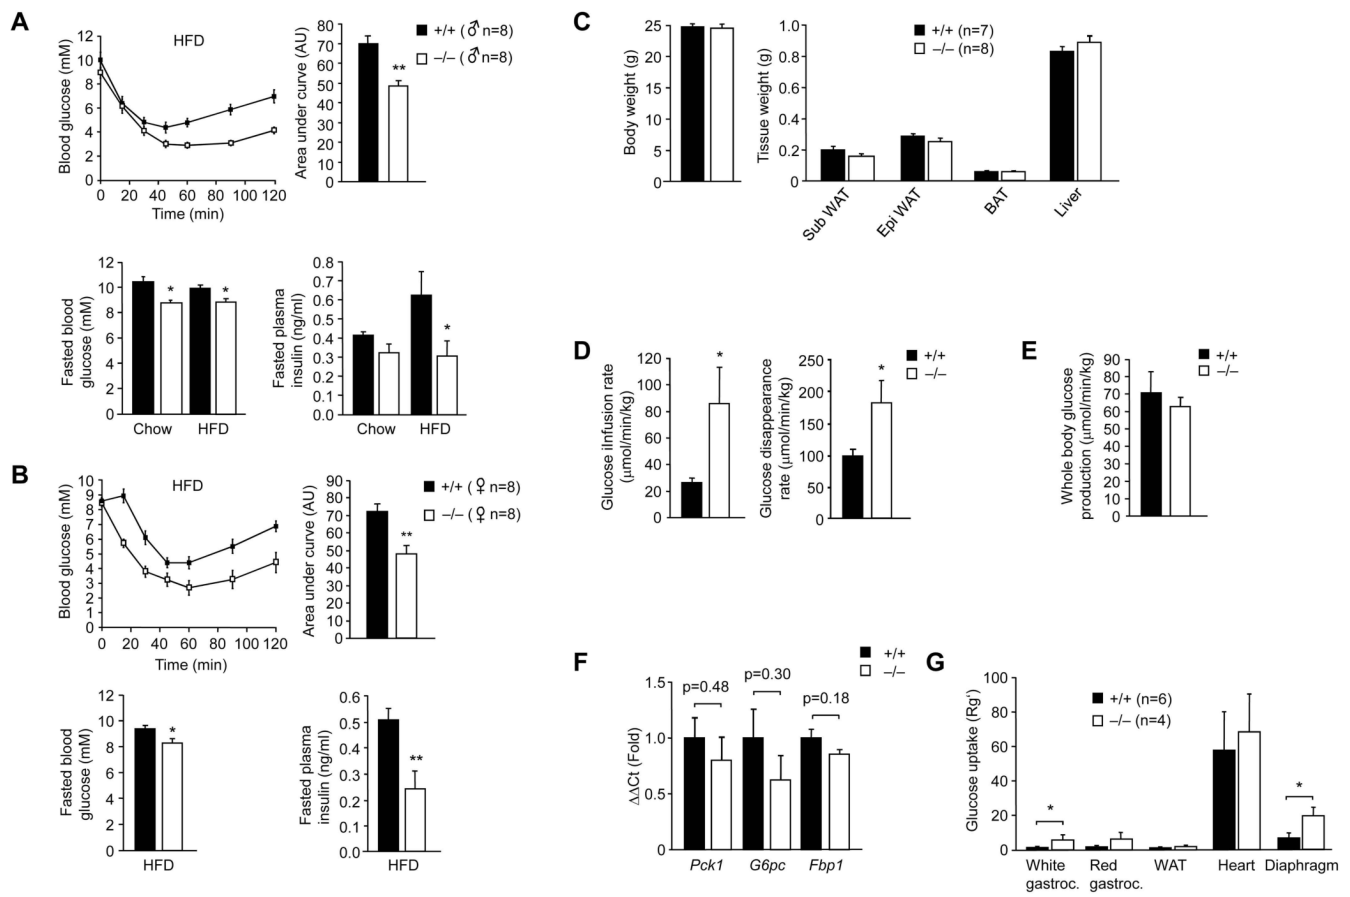 A
HFD
Blood glucose (mM)
12
10
8
6
4
2
0
0 20 40 60 80 100 120
Time (min)
Area under curve (AU)
80
70
60
50
40
30
20
10
0
**
+/+ (♂ n=8)
–/– (♂ n=8)
Fasted blood
glucose (mM)
12
10
8
6
4
2
0
*
*
Chow HFD
Fasted plasma
insulin (ng/ml)
0.8
0.7
0.6
0.5
0.4
0.3
0.2
0.1
0.0
*
Chow HFD
B
HFD
Blood glucose (mM)
10
9
8
7
6
5
4
3
2
1
0
0 20 40 60 80 100 120
Time (min)
Area under curve (AU)
90
80
70
60
50
40
30
20
10
0
**
+/+ (♀ n=8)
–/– (♀ n=8)
Fasted blood
glucose (mM)
12
10
8
6
4
2
0
*
HFD
Fasted plasma
insulin (ng/ml)
0.6
0.5
0.4
0.3
0.2
0.1
0.0
**
HFD
C
Body weight (g)
25
20
15
10
5
0
Tissue weight (g)
1.0
0.8
0.6
0.4
0.2
0
+/+ (n=7)
–/– (n=8)
Sub WAT
Epi WAT
BAT
Liver
D
Glucose iInfusion rate
(μmol/min/kg)
120
100
80
60
40
20
0
*
Glucose disappearance
rate (μmol/min/kg)
250
200
150
100
50
0
*
+/+
–/–
E
Whole body glucose
production (μmol/min/kg)
90
80
70
60
50
40
30
20
10
0
+/+
–/–
F
+/+
–/–
ΔΔCt (Fold)
1.5
1.0
0.5
0
p=0.48
p=0.30
p=0.18
Pck1 G6pc Fbp1
G
Glucose uptake (Rg')
100
80
60
40
20
0
+/+ (n=6)
–/– (n=4)
*
*
White
gastroc.
Red
gastroc.
WAT
Heart
Diaphragm